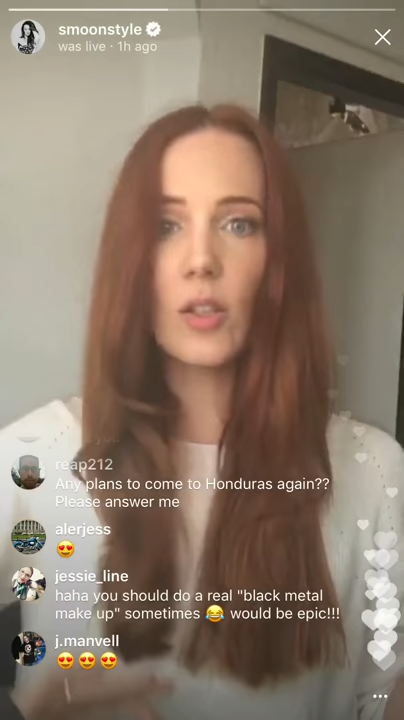 smoonstyle
was live · 1h ago
reap212
Any plans to come to Honduras again??
Please answer me
alerjess
😍
jessie_line
haha you should do a real "black metal
make up" sometimes 😂 would be epic!!!
j.manvell
😍 😍 😍